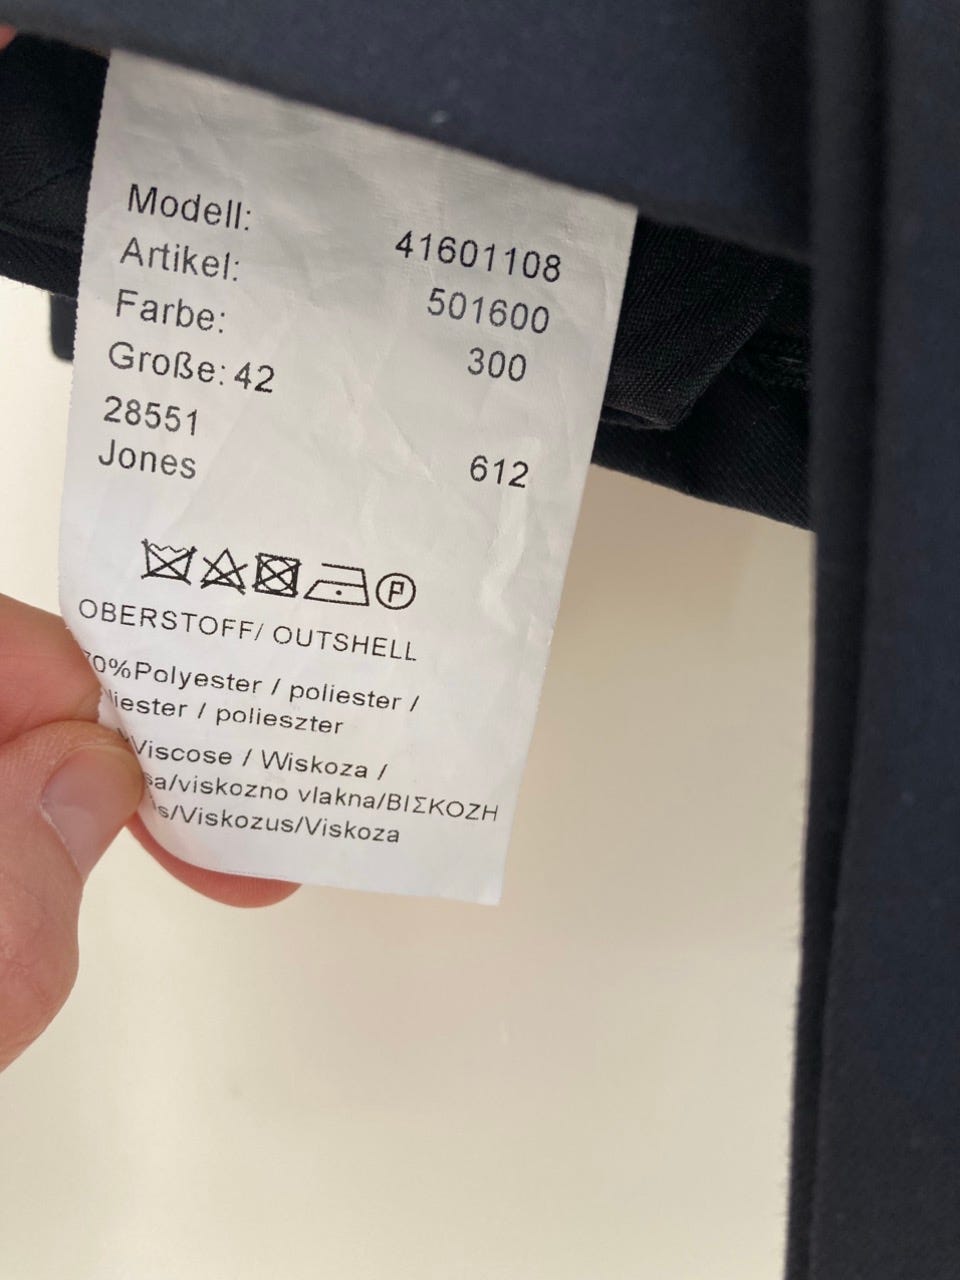 Modell: 41601108
Artikel: 501600
Farbe: 300
Große: 42
28551
Jones 612
P
OBERSTOFF/ OUTSHELL
70%Polyester / poliester /
liester / polieszter
Viscose / Wiskoza /
sa/viskozno vlakna/ΒΙΣΚΟΖΗ
s/Viskozus/Viskoza